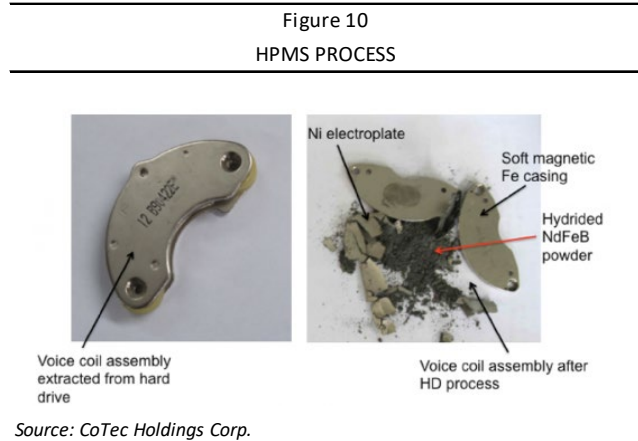 Figure 10
HPMS PROCESS
Ni electroplate
Soft magnetic
Fe casing
Hydrided
NdFeB
powder
Voice coil assembly
extracted from hard
drive
Voice coil assembly after
HD process
Source: CoTec Holdings Corp.